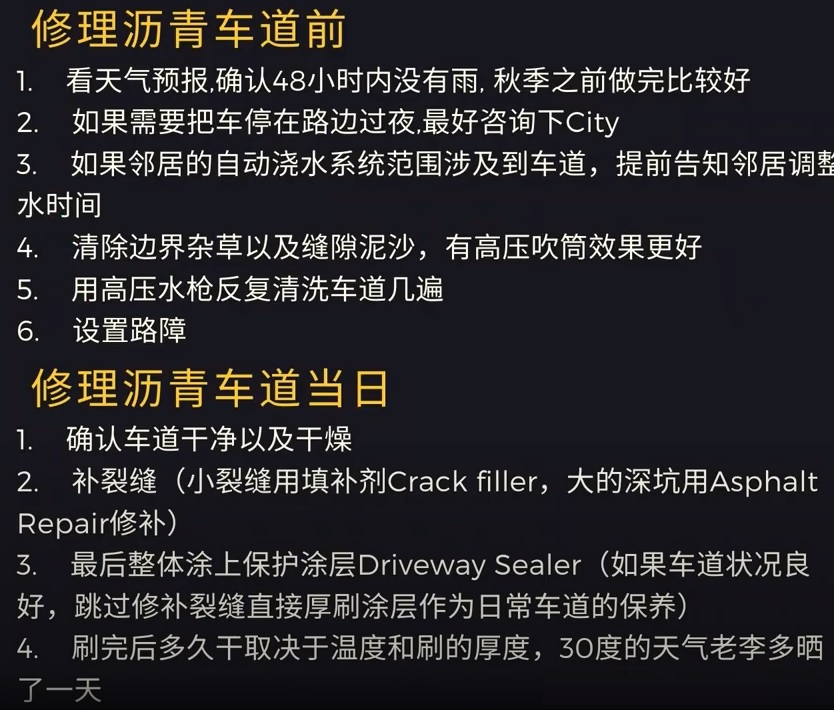 修理沥青车道前
1. 看天气预报,确认48小时内没有雨, 秋季之前做完比较好
2. 如果需要把车停在路边过夜,最好咨询下City
3. 如果邻居的自动浇水系统范围涉及到车道，提前告知邻居调整
水时间
4. 清除边界杂草以及缝隙泥沙，有高压吹筒效果更好
5. 用高压水枪反复清洗车道几遍
6. 设置路障
修理沥青车道当日
1. 确认车道干净以及干燥
2. 补裂缝（小裂缝用填补剂Crack filler，大的深坑用Asphalt
Repair修补）
3. 最后整体涂上保护涂层Driveway Sealer（如果车道状况良
好，跳过修补裂缝直接厚刷涂层作为日常车道的保养）
4. 刷完后多久干取决于温度和刷的厚度，30度的天气老李多晒
了一天